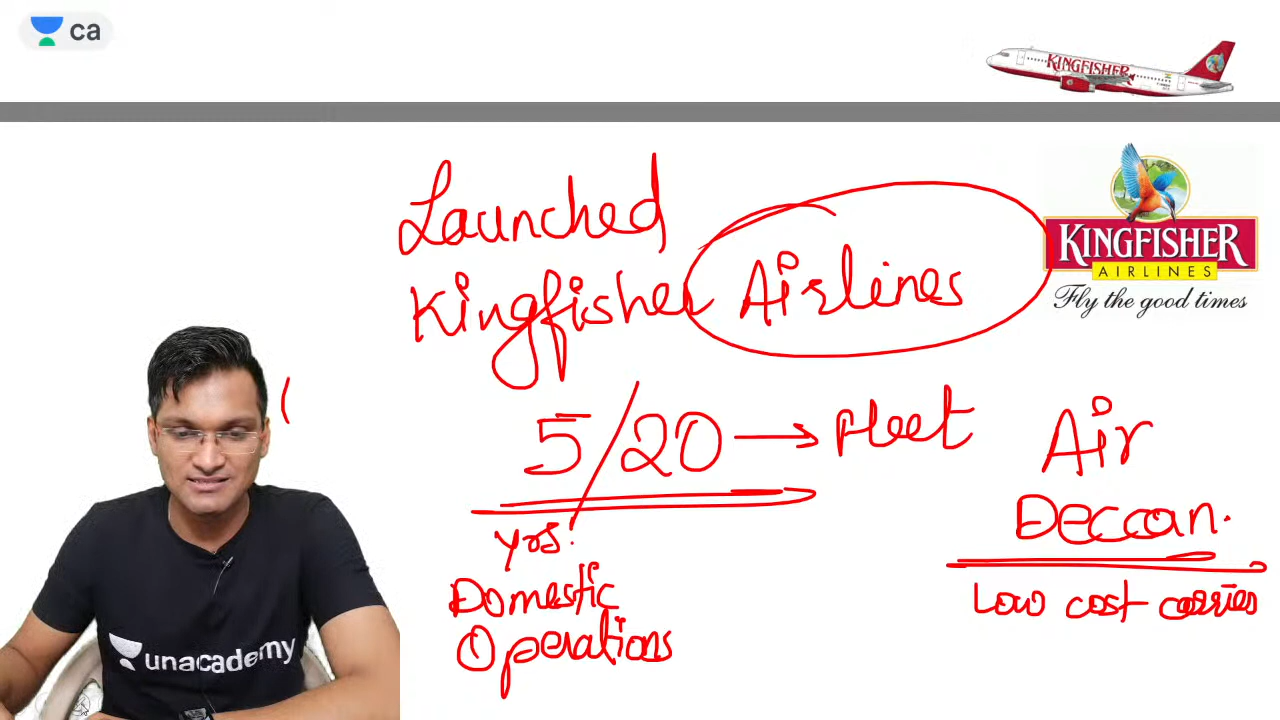 ca
KINGFISHER
Launched
Kingfisher Airlines
KINGFISHER
AIRLINES
Fly the good times
5/20 → Fleet
yrs.
Domestic
Operations
Air
Deccan.
Low cost carries
unacademy